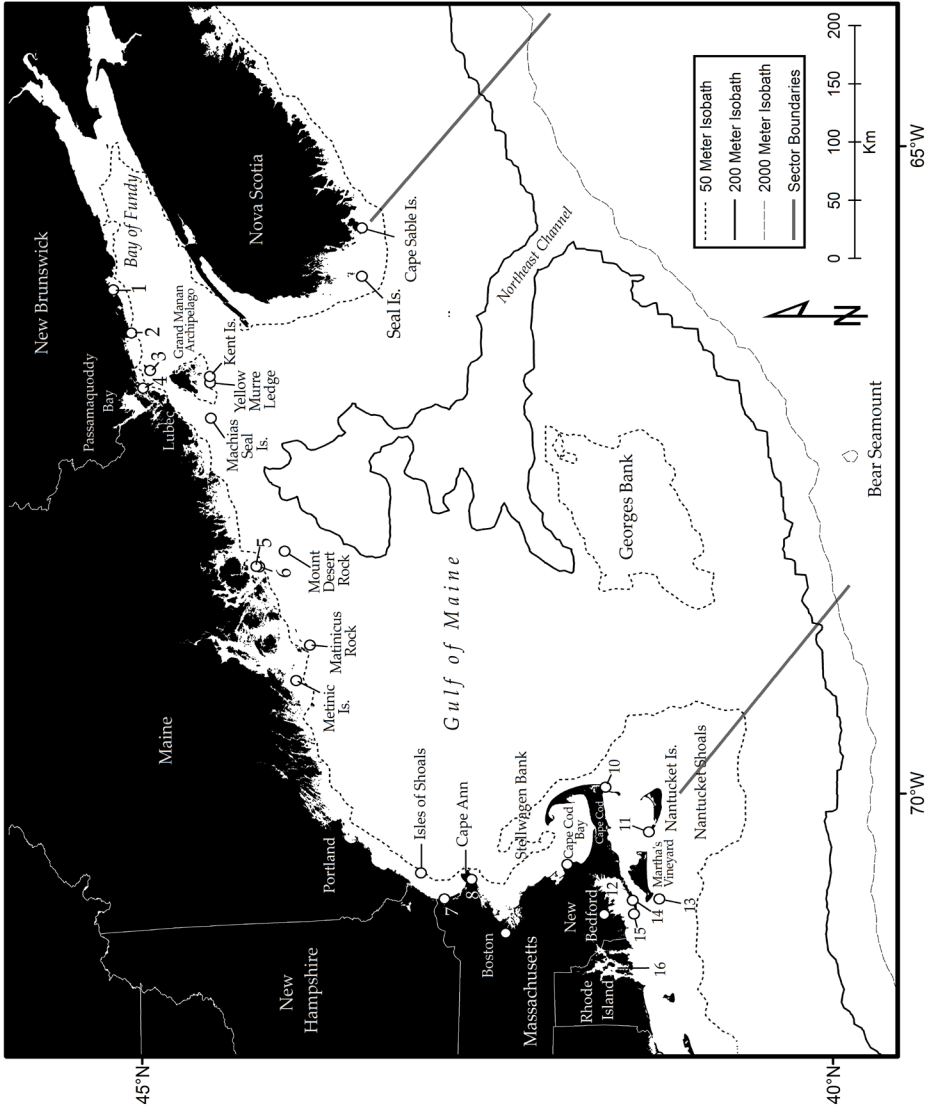 New Brunswick
Bay of Fundy
1
2
3
4
Grand Manan
Archipelago
Passamaquoddy
Bay
Lubec
Kent Is.
Yellow
Murre
Ledge
Machias
Seal
Is.
Nova Scotia
Cape Sable Is.
Seal Is.
Northeast Channel
Maine
5
6
Mount
Desert
Rock
Matinicus
Rock
Metinic
Is.
Gulf of Maine
Georges Bank
Bear Seamount
Portland
Isles of Shoals
Cape Ann
7
8
New
Hampshire
Boston
Massachusetts
Stellwagen Bank
Cape Cod
Bay
Cape Cod
10
11
Nantucket Is.
Nantucket Shoals
Martha's
Vineyard
New
Bedford
12
13
14
15
16
Rhode
Island
50 Meter Isobath
200 Meter Isobath
2000 Meter Isobath
Sector Boundaries
0
50
100
150
200
Km
N
45°N
40°N
70°W
65°W